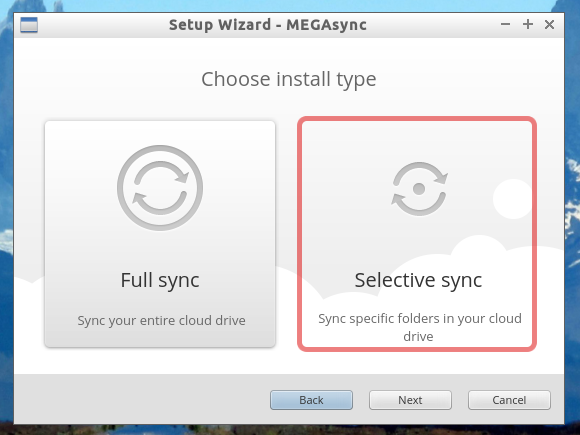 Setup Wizard - MEGAsync
Choose install type
Full sync
Sync your entire cloud drive
Selective sync
Sync specific folders in your cloud
drive
Back
Next
Cancel